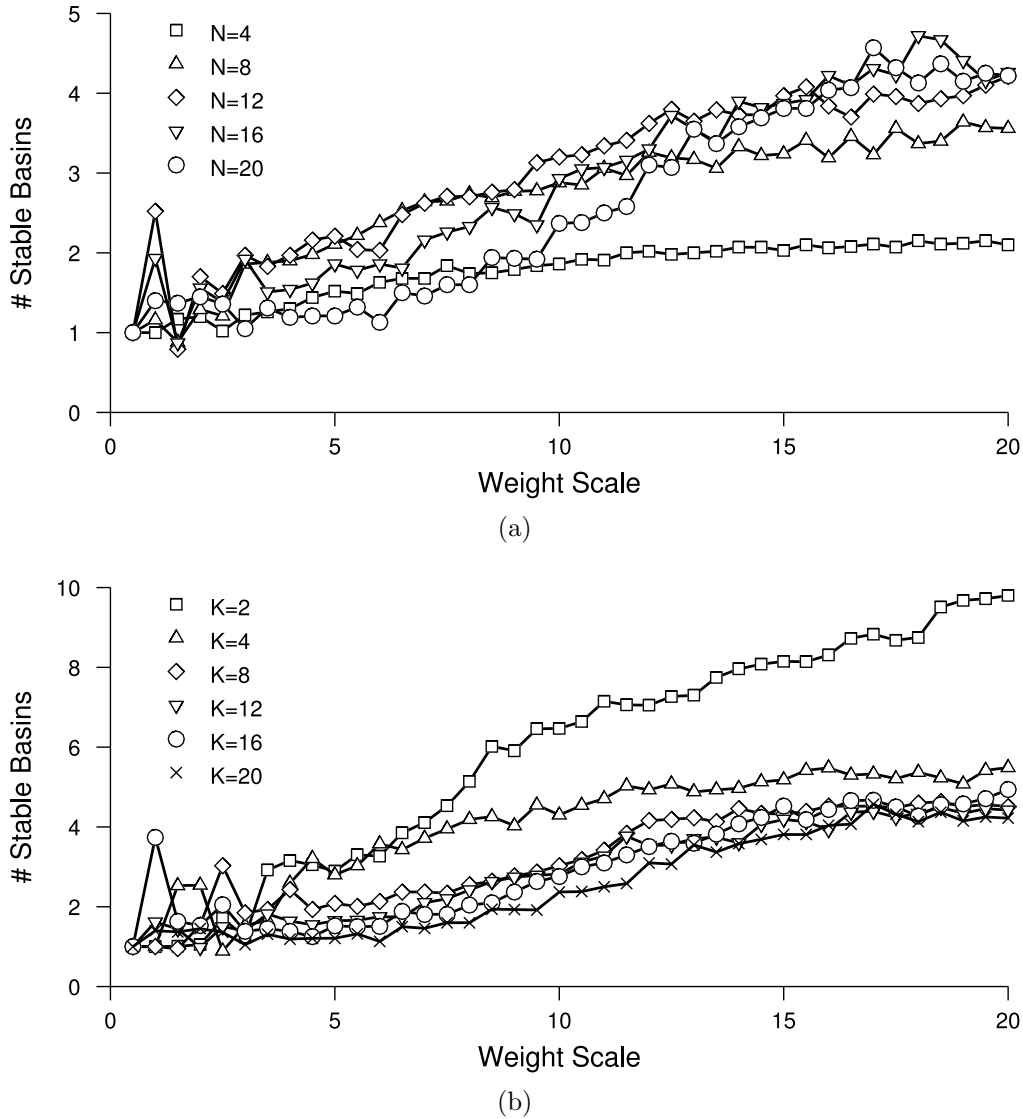 5
4
3
2
1
0
# Stable Basins
N=4
N=8
N=12
N=16
N=20
0 5 10 15 20
Weight Scale
(a)
10
8
6
4
2
0
# Stable Basins
K=2
K=4
K=8
K=12
K=16
K=20
0 5 10 15 20
Weight Scale
(b)